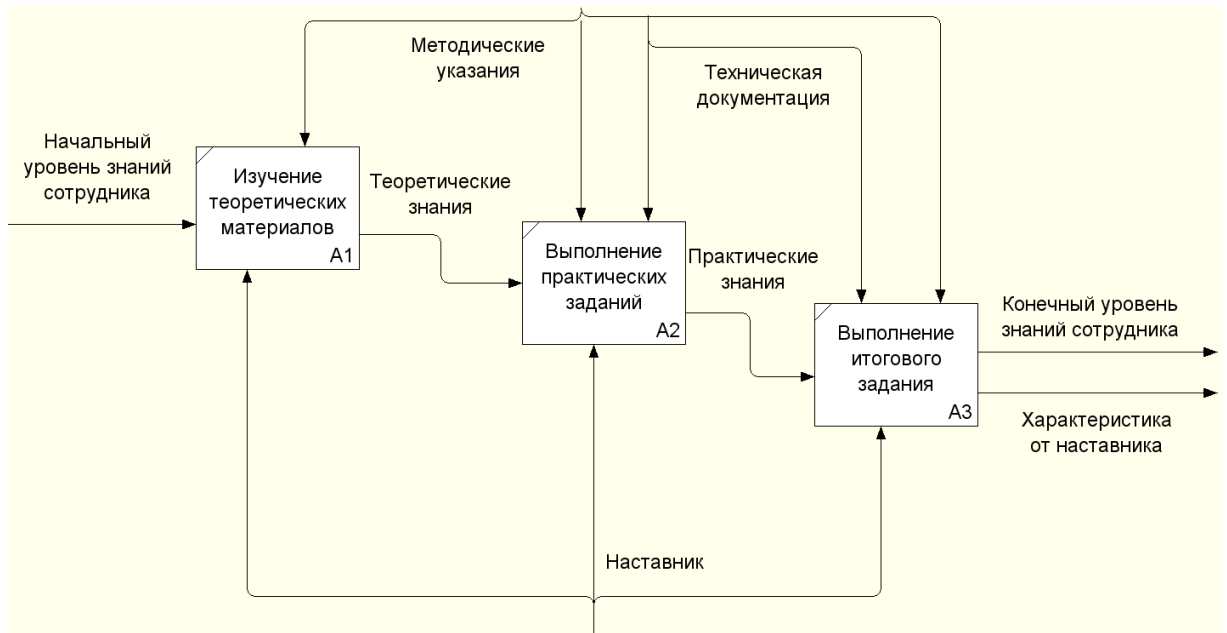 Методические
указания
Техническая
документация
Начальный
уровень знаний
сотрудника
Изучение
теоретических
материалов
A1
Теоретические
знания
Выполнение
практических
заданий
A2
Практические
знания
Выполнение
итогового
задания
A3
Конечный уровень
знаний сотрудника
Характеристика
от наставника
Наставник